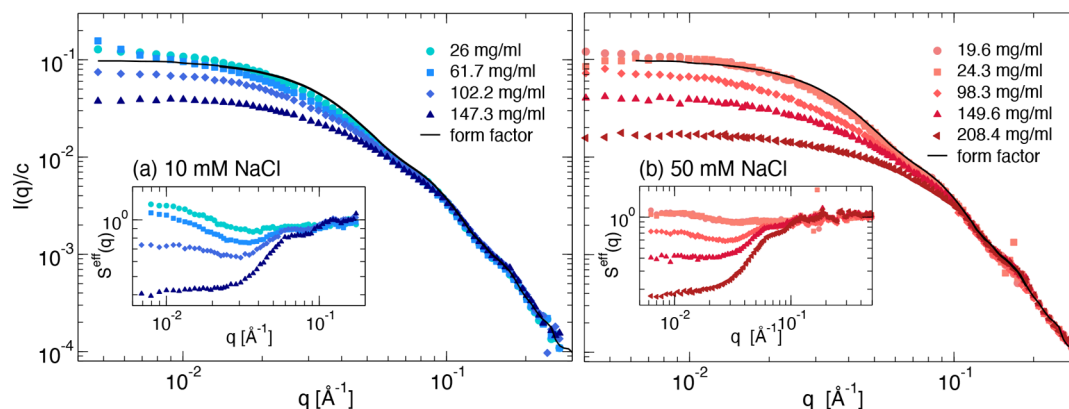 I(q)/c
10⁻¹
10⁻²
10⁻³
10⁻⁴
26 mg/ml
61.7 mg/ml
102.2 mg/ml
147.3 mg/ml
form factor
(a) 10 mM NaCl
S^eff(q)
10⁰
10⁻² 10⁻¹
q [Å⁻¹]
10⁻² 10⁻¹
q [Å⁻¹]
19.6 mg/ml
24.3 mg/ml
98.3 mg/ml
149.6 mg/ml
208.4 mg/ml
form factor
(b) 50 mM NaCl
S^eff(q)
10⁰
10⁻² 10⁻¹
q [Å⁻¹]
10⁻² 10⁻¹
q [Å⁻¹]